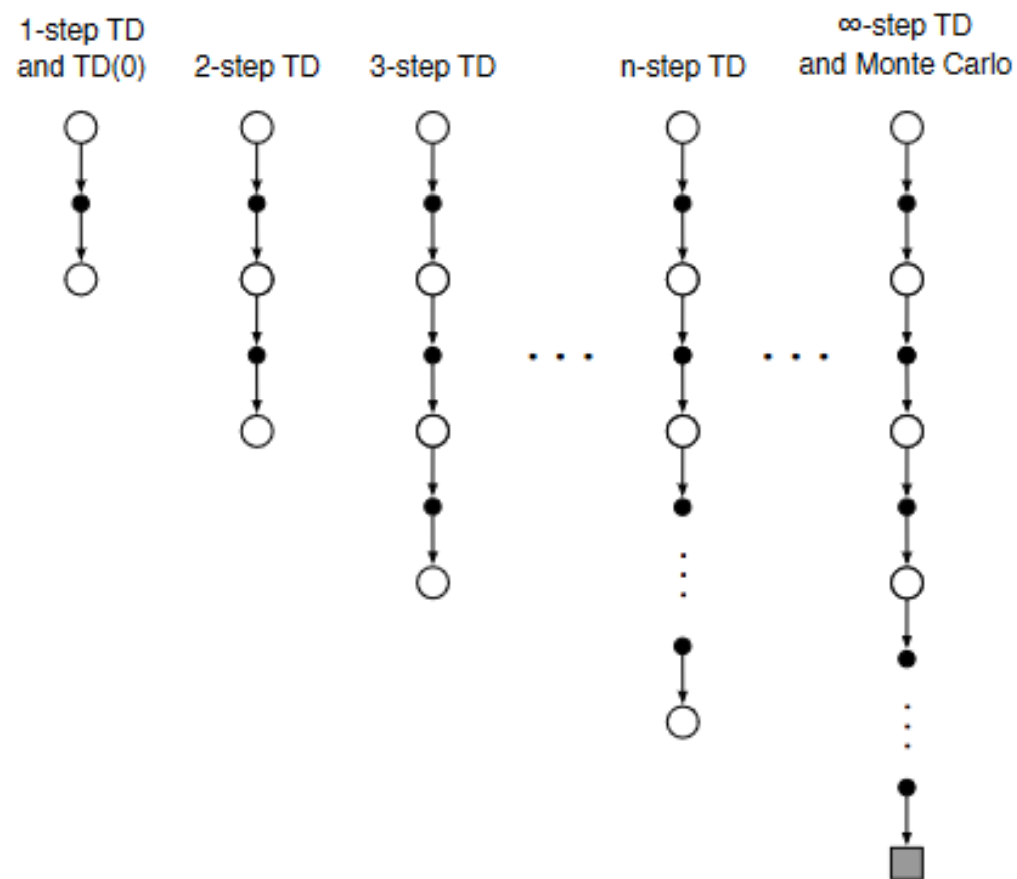 1-step TD
and TD(0)
2-step TD
3-step TD
n-step TD
∞-step TD
and Monte Carlo